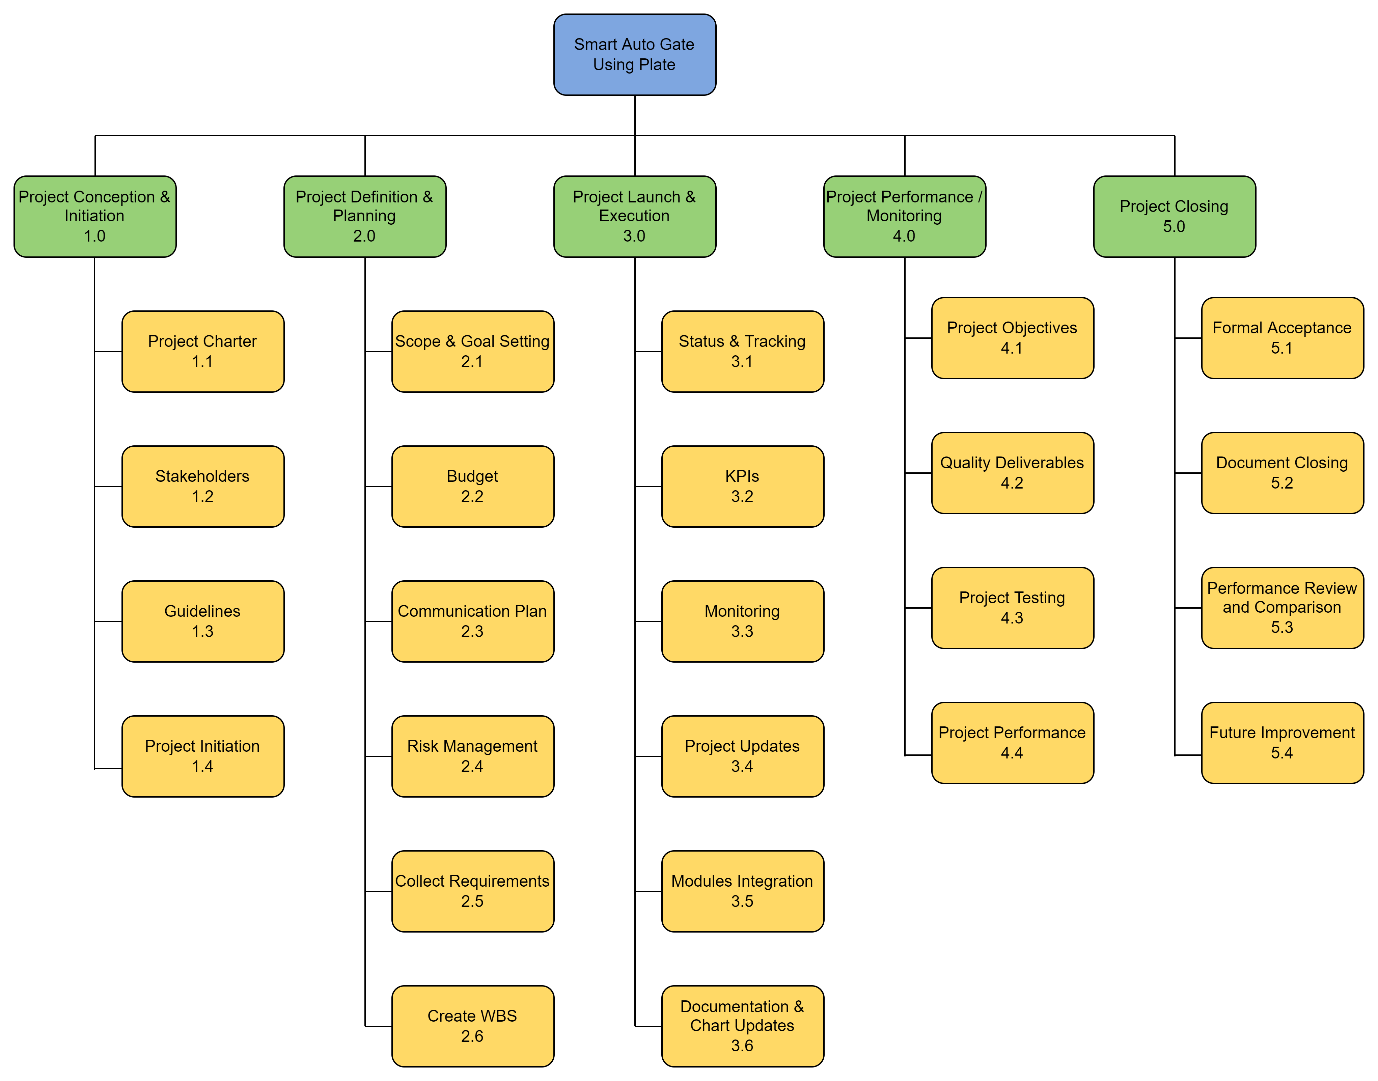 Smart Auto Gate
Using Plate
Project Conception &
Initiation
1.0
Project Charter
1.1
Stakeholders
1.2
Guidelines
1.3
Project Initiation
1.4
Project Definition &
Planning
2.0
Scope & Goal Setting
2.1
Budget
2.2
Communication Plan
2.3
Risk Management
2.4
Collect Requirements
2.5
Create WBS
2.6
Project Launch &
Execution
3.0
Status & Tracking
3.1
KPIs
3.2
Monitoring
3.3
Project Updates
3.4
Modules Integration
3.5
Documentation &
Chart Updates
3.6
Project Performance /
Monitoring
4.0
Project Objectives
4.1
Quality Deliverables
4.2
Project Testing
4.3
Project Performance
4.4
Project Closing
5.0
Formal Acceptance
5.1
Document Closing
5.2
Performance Review
and Comparison
5.3
Future Improvement
5.4